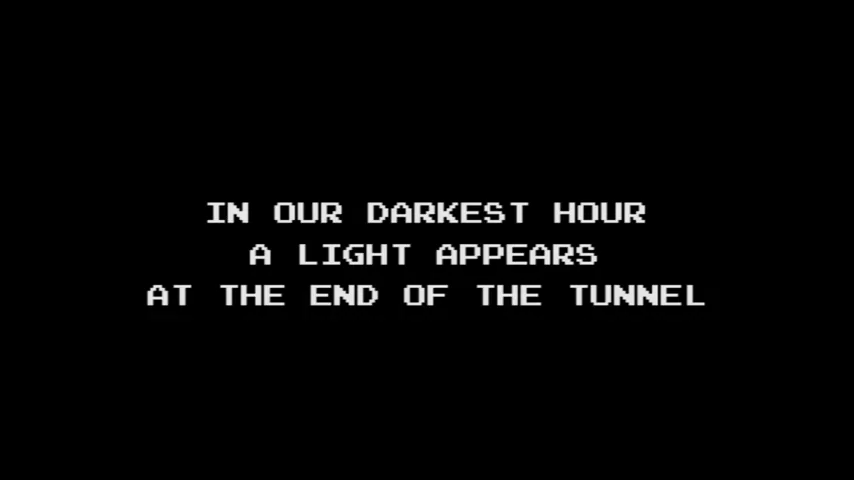 IN OUR DARKEST HOUR
A LIGHT APPEARS
AT THE END OF THE TUNNEL